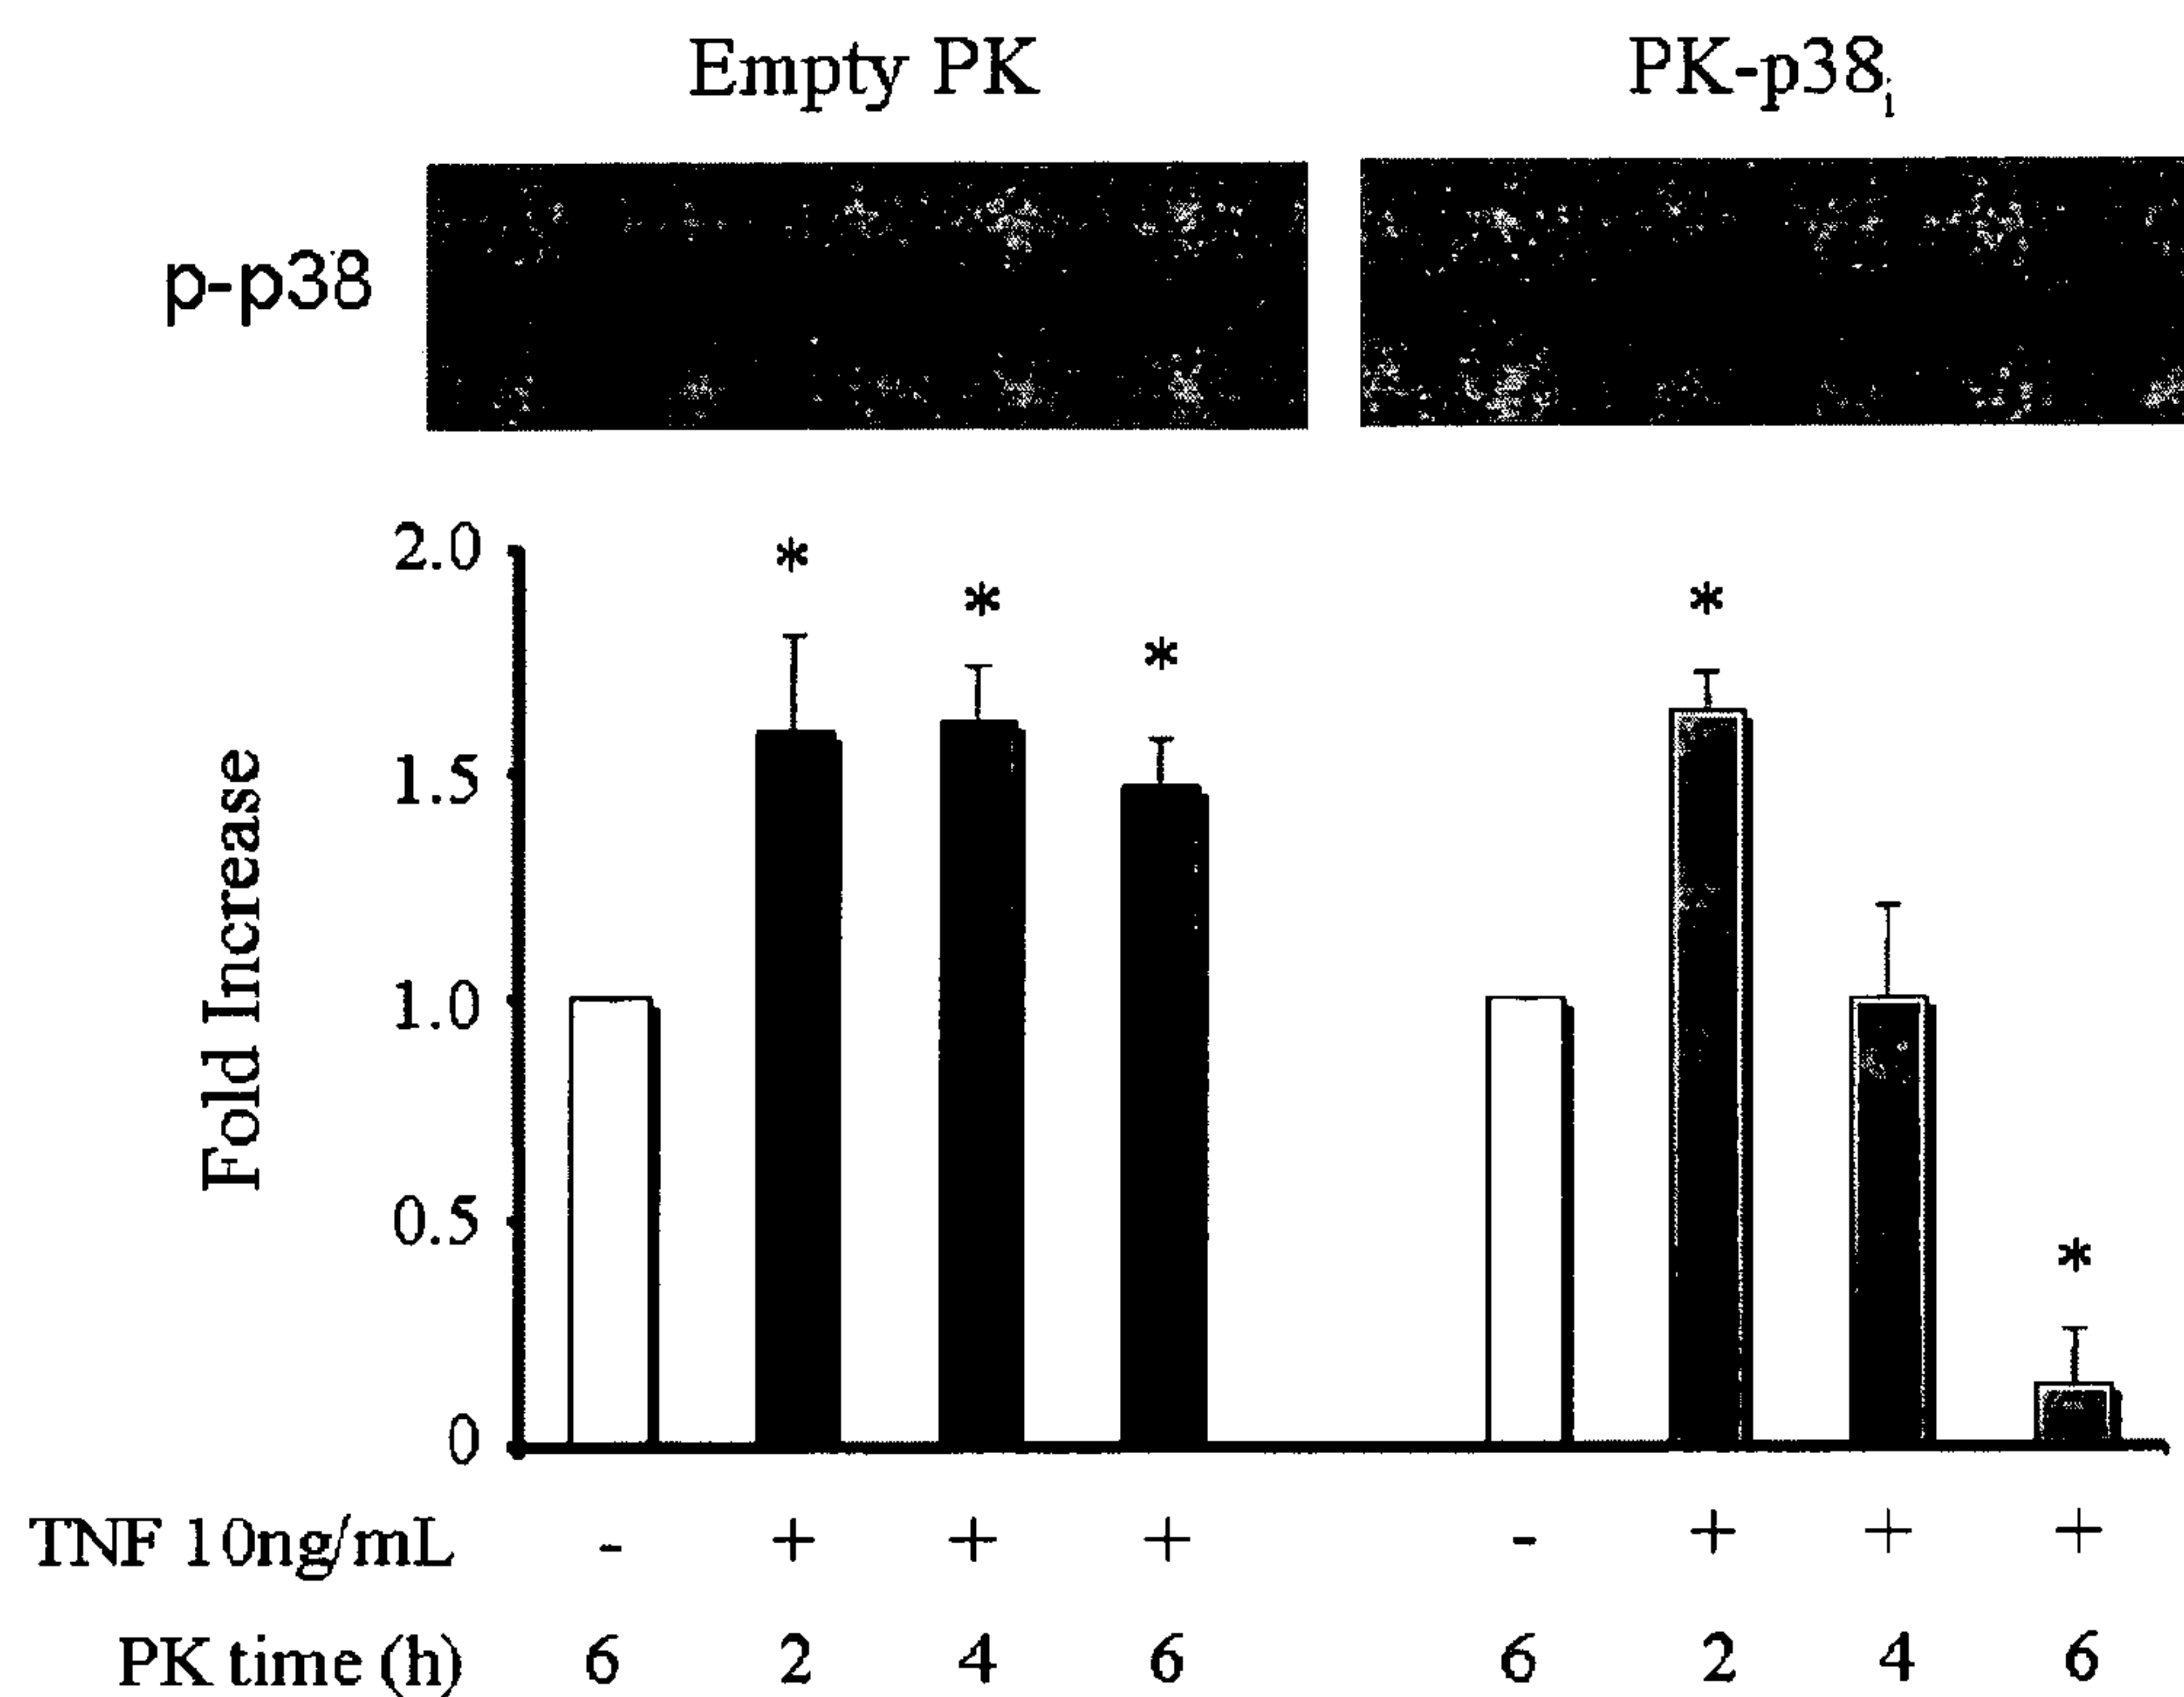 Empty PK PK-p38i
p-p38
2.0
* * * *
1.5
1.0
0.5
*
0
Fold Increase
TNF 10ng/mL - + + + - + + +
PK time (h) 6 2 4 6 6 2 4 6